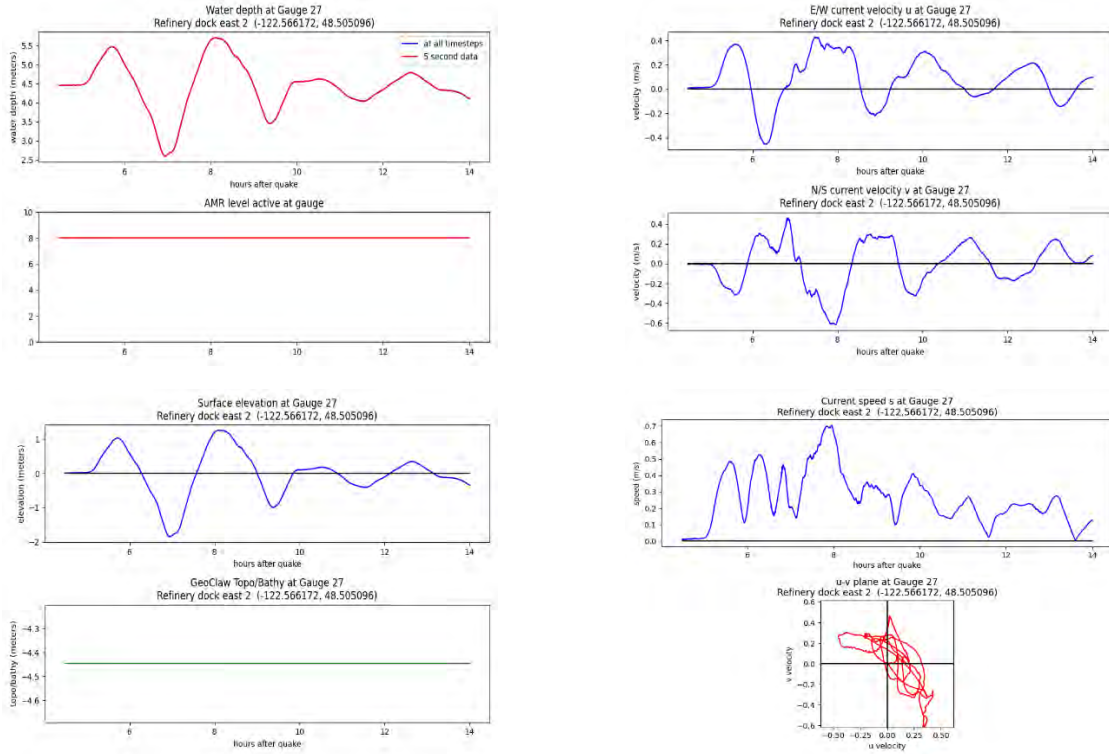 Water depth at Gauge 27
Refinery dock east 2 (-122.566172, 48.505096)
5.5
5.0
4.5
4.0
3.5
3.0
2.5
water depth (meters)
at all timesteps
5 second data
6 8 10 12 14
hours after quake
AMR level active at gauge
10
8
6
4
2
0
6 8 10 12 14
Surface elevation at Gauge 27
Refinery dock east 2 (-122.566172, 48.505096)
1
0
−1
−2
elevation (meters)
6 8 10 12 14
hours after quake
GeoClaw Topo/Bathy at Gauge 27
Refinery dock east 2 (-122.566172, 48.505096)
−4.3
−4.4
−4.5
−4.6
topo/bathy (meters)
6 8 10 12 14
hours after quake
E/W current velocity u at Gauge 27
Refinery dock east 2 (-122.566172, 48.505096)
0.4
0.2
0.0
−0.2
−0.4
velocity (m/s)
6 8 10 12 14
hours after quake
N/S current velocity v at Gauge 27
Refinery dock east 2 (-122.566172, 48.505096)
0.4
0.2
0.0
−0.2
−0.4
−0.6
velocity (m/s)
6 8 10 12 14
hours after quake
Current speed s at Gauge 27
Refinery dock east 2 (-122.566172, 48.505096)
0.7
0.6
0.5
0.4
0.3
0.2
0.1
0.0
speed (m/s)
6 8 10 12 14
hours after quake
u-v plane at Gauge 27
Refinery dock east 2 (-122.566172, 48.505096)
0.6
0.4
0.2
0.0
−0.2
−0.4
−0.6
v velocity
−0.50 −0.25 0.00 0.25 0.50
u velocity